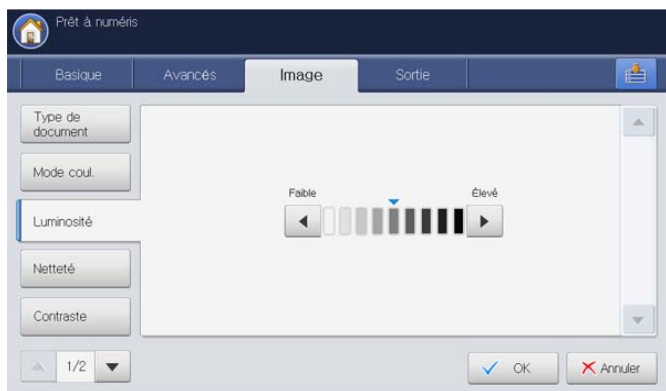 Prêt à numéris
Basique
Avancés
Image
Sortie
Type de
document
Mode coul.
Luminosité
Netteté
Contraste
Faible
Élevé
1/2
OK
Annuler